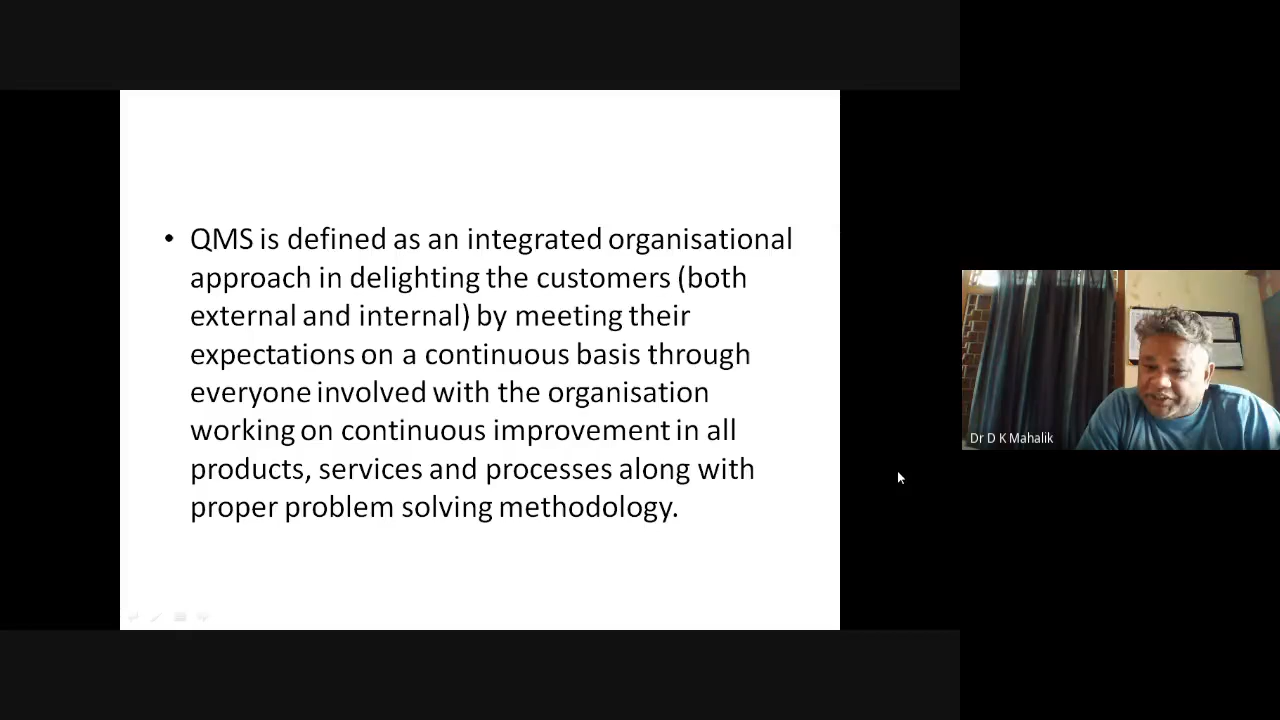 • QMS is defined as an integrated organisational
approach in delighting the customers (both
external and internal) by meeting their
expectations on a continuous basis through
everyone involved with the organisation
working on continuous improvement in all
products, services and processes along with
proper problem solving methodology.
Dr D K Mahalik